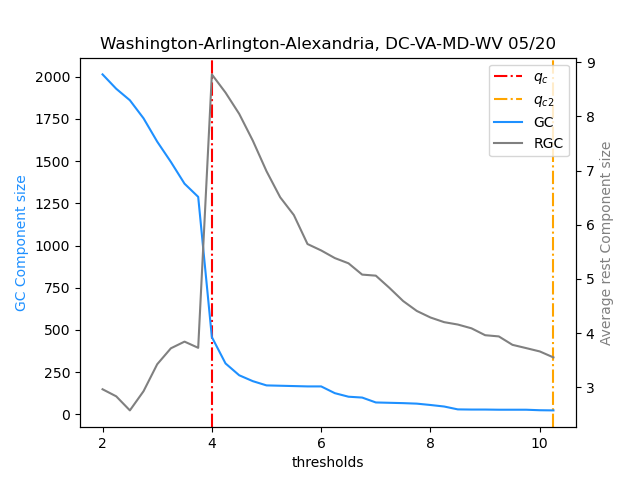 Washington-Arlington-Alexandria, DC-VA-MD-WV 05/20
GC Component size
2000
1750
1500
1250
1000
750
500
250
0
9
8
7
6
5
4
3
Average rest Component size
q_c
q_c2
GC
RGC
2 4 6 8 10
thresholds